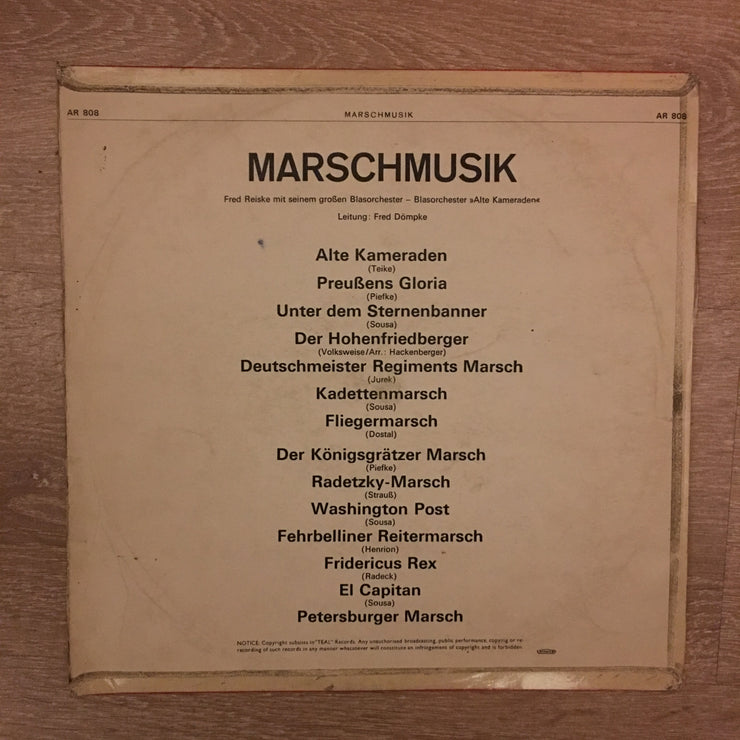 AR 808 MARSCHMUSIK AR 808
MARSCHMUSIK
Fred Reiske mit seinem großen Blasorchester – Blasorchester »Alte Kameraden«
Leitung: Fred Dömpke
Alte Kameraden
(Teike)
Preußens Gloria
(Piefke)
Unter dem Sternenbanner
(Sousa)
Der Hohenfriedberger
(Volksweise/Arr.: Hackenberger)
Deutschmeister Regiments Marsch
(Jurek)
Kadettenmarsch
(Sousa)
Fliegermarsch
(Dostal)
Der Königsgrätzer Marsch
(Piefke)
Radetzky-Marsch
(Strauß)
Washington Post
(Sousa)
Fehrbelliner Reitermarsch
(Henrion)
Fridericus Rex
(Radeck)
El Capitan
(Sousa)
Petersburger Marsch
NOTICE: Copyright subsists in "TEAL" Records. Any unauthorised broadcasting, public performance, copying or re-
recording of such records in any manner whatsoever will constitute an infringement of copyright and is forbidden.